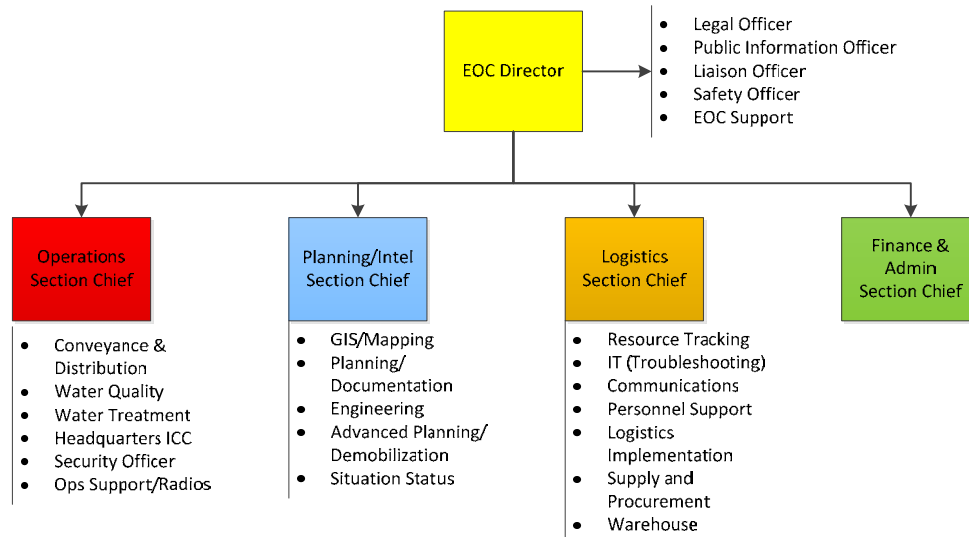 EOC Director
• Legal Officer
• Public Information Officer
• Liaison Officer
• Safety Officer
• EOC Support
Operations
Section Chief
• Conveyance &
Distribution
• Water Quality
• Water Treatment
• Headquarters ICC
• Security Officer
• Ops Support/Radios
Planning/Intel
Section Chief
• GIS/Mapping
• Planning/
Documentation
• Engineering
• Advanced Planning/
Demobilization
• Situation Status
Logistics
Section Chief
• Resource Tracking
• IT (Troubleshooting)
• Communications
• Personnel Support
• Logistics
Implementation
• Supply and
Procurement
• Warehouse
Finance &
Admin
Section Chief